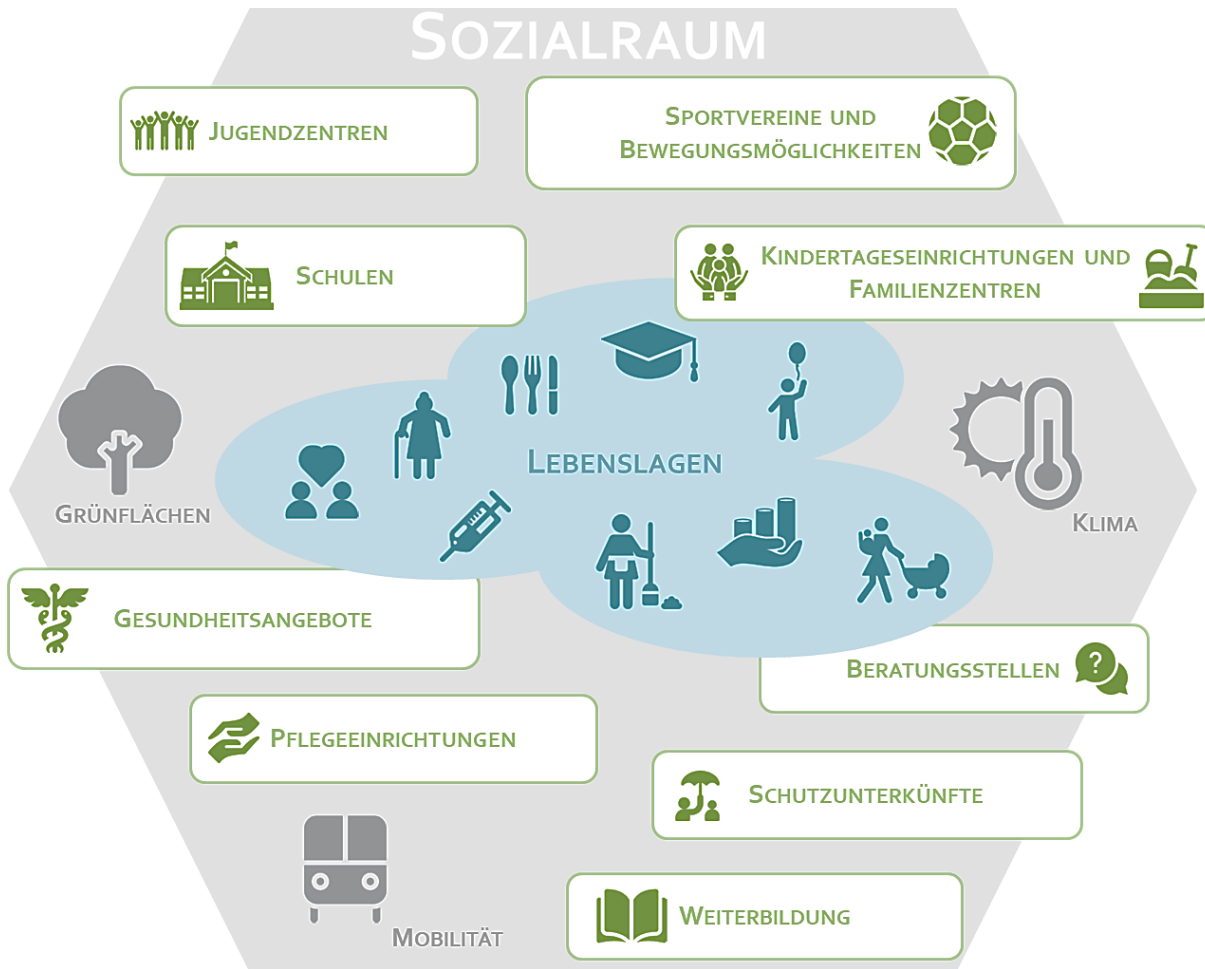 SOZIALRAUM
JUGENDZENTREN
SPORTVEREINE UND
BEWEGUNGSMÖGLICHKEITEN
SCHULEN
KINDERTAGESEINRICHTUNGEN UND
FAMILIENZENTREN
LEBENSLAGEN
GRÜNFLÄCHEN
KLIMA
GESUNDHEITSANGEBOTE
BERATUNGSSTELLEN
?
PFLEGEEINRICHTUNGEN
SCHUTZUNTERKÜNFTE
WEITERBILDUNG
MOBILITÄT